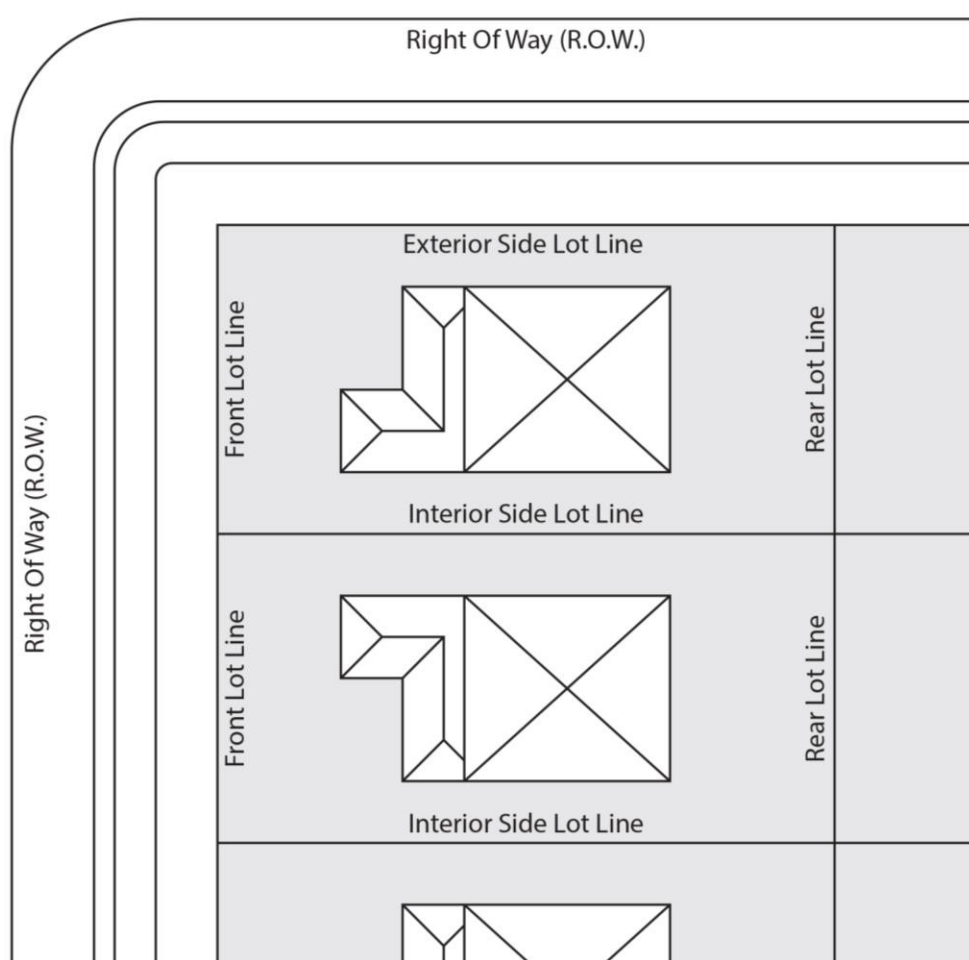 Right Of Way (R.O.W.)
Exterior Side Lot Line
Front Lot Line
Rear Lot Line
Right Of Way (R.O.W.)
Interior Side Lot Line
Front Lot Line
Rear Lot Line
Interior Side Lot Line